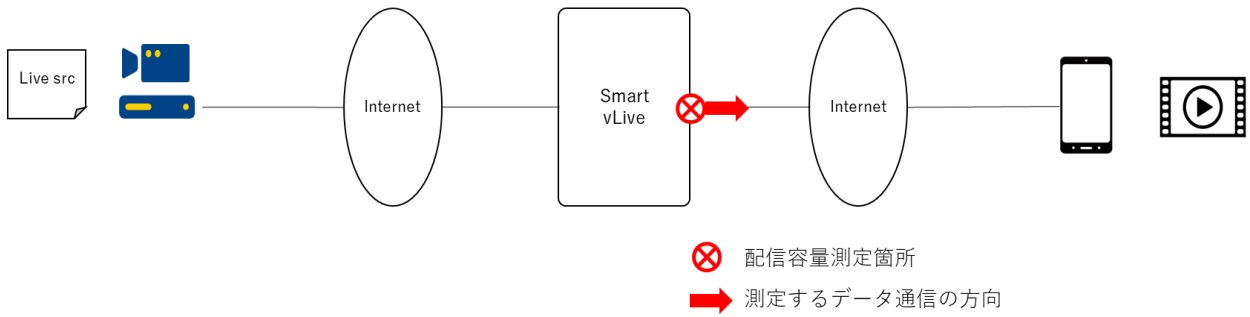 Live src
Internet
Smart
vLive
Internet
配信容量測定箇所
測定するデータ通信の方向